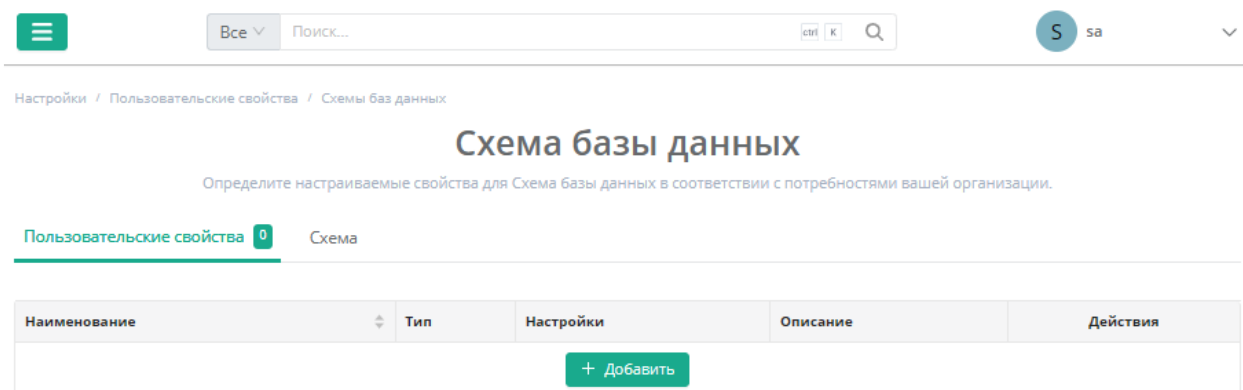 Все Поиск... ctrl K S sa
Настройки / Пользовательские свойства / Схемы баз данных
Схема базы данных
Определите настраиваемые свойства для Схема базы данных в соответствии с потребностями вашей организации.
Пользовательские свойства 0 Схема
Наименование Тип Настройки Описание Действия
+ Добавить